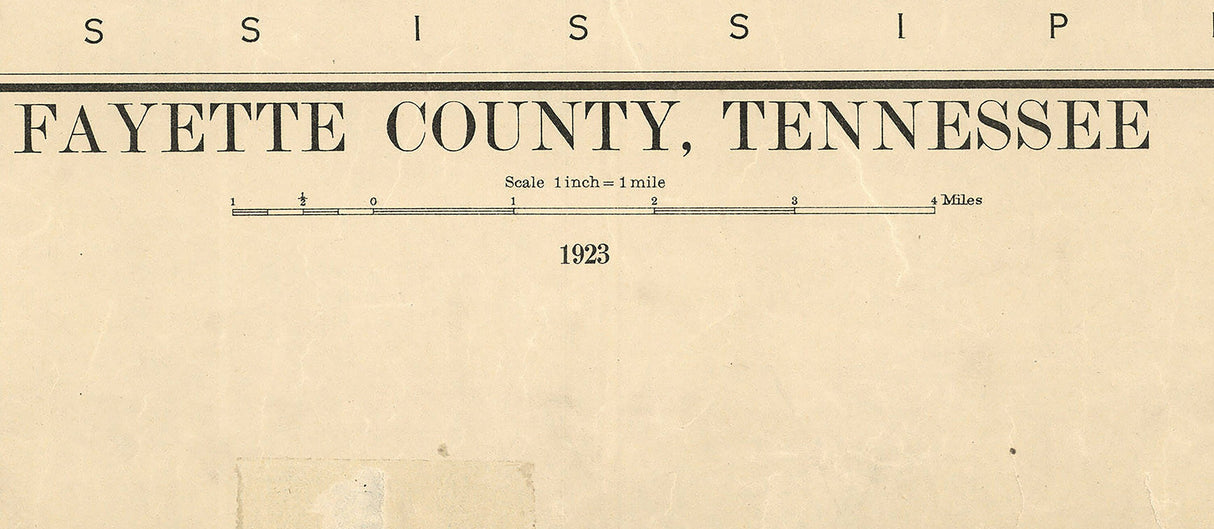 S S I S S I P
FAYETTE COUNTY, TENNESSEE
Scale 1 inch = 1 mile
1 ½ 0 1 2 3 4 Miles
1923